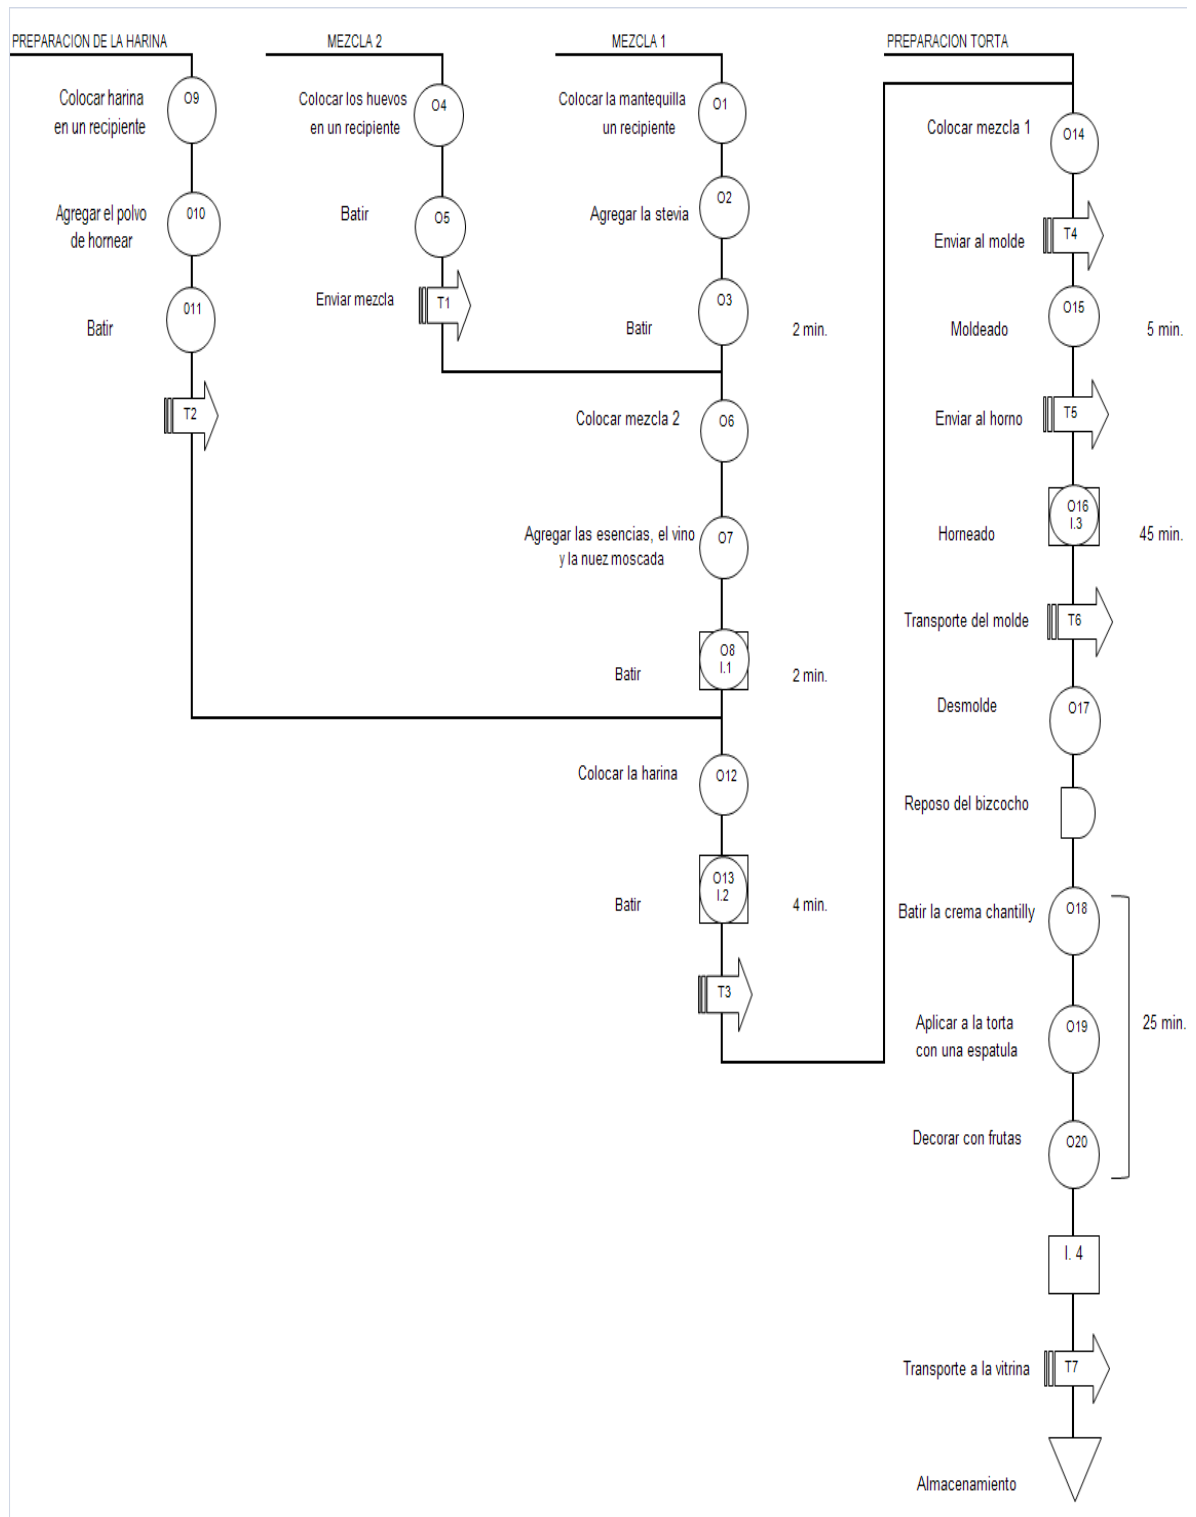 PREPARACION DE LA HARINA
Colocar harina
en un recipiente
O9
Agregar el polvo
de hornear
010
Batir
011
T2
MEZCLA 2
Colocar los huevos
en un recipiente
O4
Batir
O5
Enviar mezcla
T1
MEZCLA 1
Colocar la mantequilla
un recipiente
O1
Agregar la stevia
O2
Batir
O3
2 min.
Colocar mezcla 2
O6
Agregar las esencias, el vino
y la nuez moscada
O7
Batir
O8
I.1
2 min.
Colocar la harina
O12
Batir
O13
I.2
4 min.
T3
PREPARACION TORTA
Colocar mezcla 1
O14
Enviar al molde
T4
Moldeado
O15
5 min.
Enviar al horno
T5
Horneado
O16
I.3
45 min.
Transporte del molde
T6
Desmolde
O17
Reposo del bizcocho
Batir la crema chantilly
O18
Aplicar a la torta
con una espatula
O19
25 min.
Decorar con frutas
O20
I. 4
Transporte a la vitrina
T7
Almacenamiento